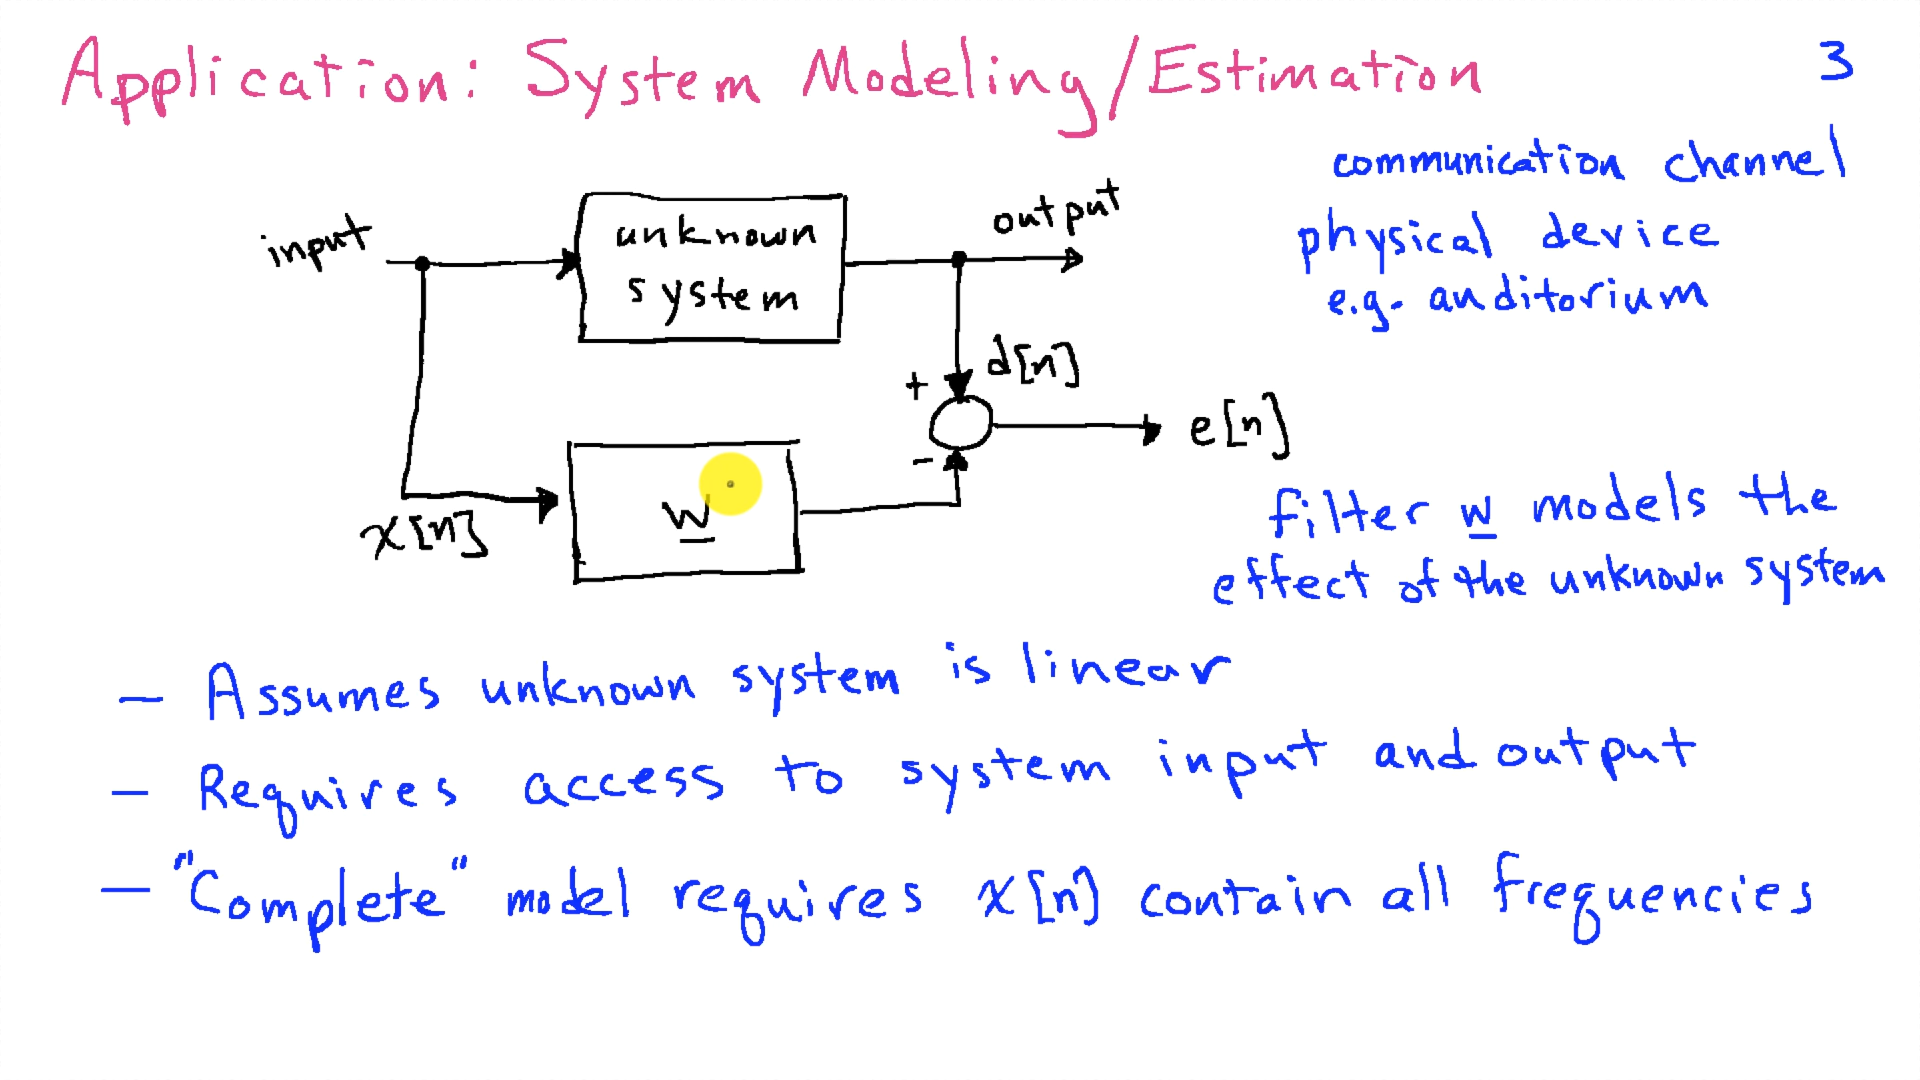 Application: System Modeling/Estimation 3
communication channel
physical device
e.g. auditorium
input
unknown
system
output
d[n]
+
-
e[n]
x[n]
w
filter w models the
effect of the unknown system
- Assumes unknown system is linear
- Requires access to system input and output
- "Complete" model requires x[n] contain all frequencies